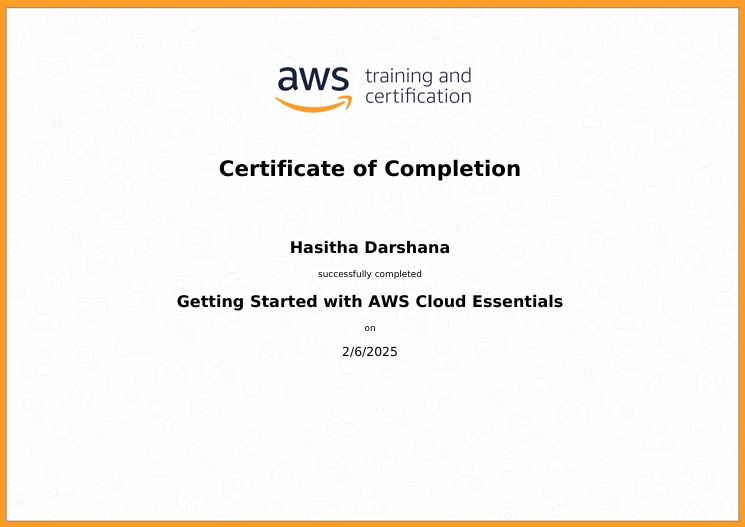 aws training and
certification
Certificate of Completion
Hasitha Darshana
successfully completed
Getting Started with AWS Cloud Essentials
on
2/6/2025